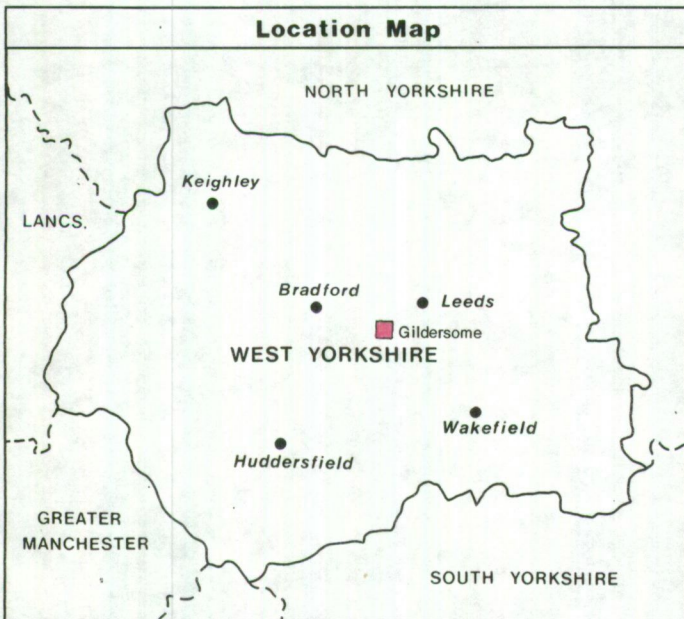 Location Map
NORTH YORKSHIRE
Keighley
LANCS.
Bradford
Leeds
Gildersome
WEST YORKSHIRE
Wakefield
Huddersfield
GREATER
MANCHESTER
SOUTH YORKSHIRE